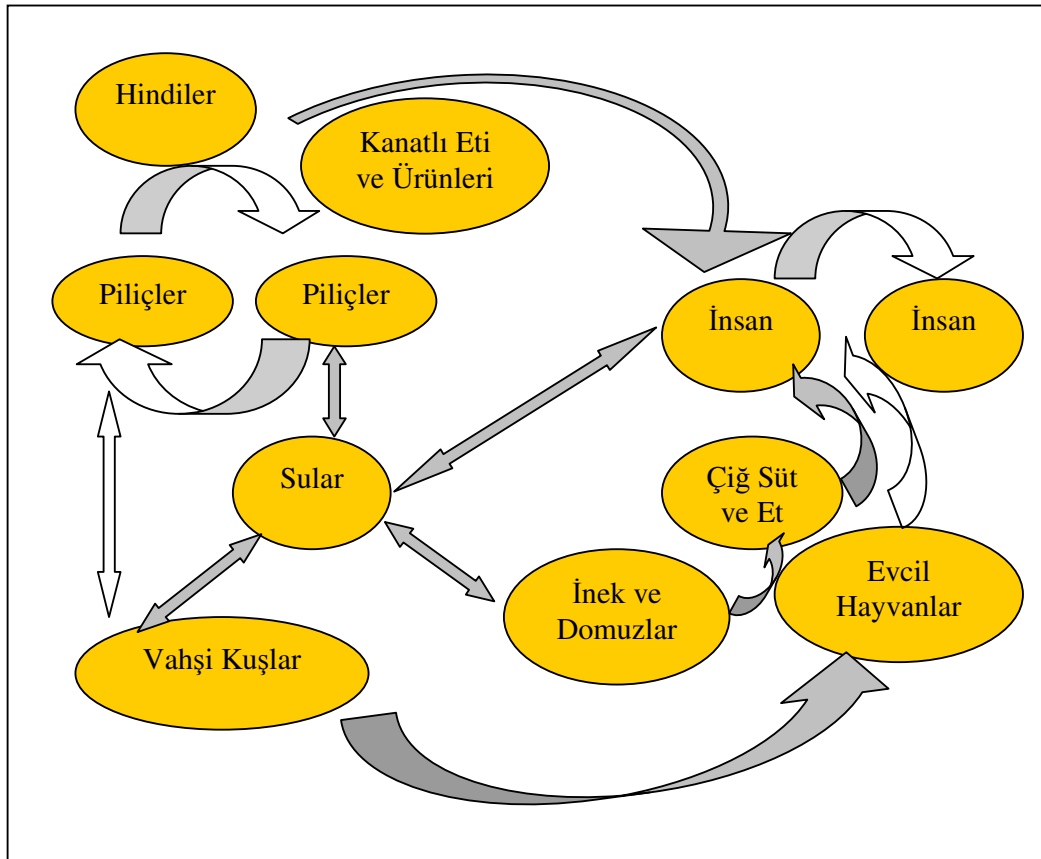 Hindiler
Kanatlı Eti
ve Ürünleri
Piliçler
Piliçler
İnsan
İnsan
Sular
Çiğ Süt
ve Et
İnek ve
Domuzlar
Evcil
Hayvanlar
Vahşi Kuşlar